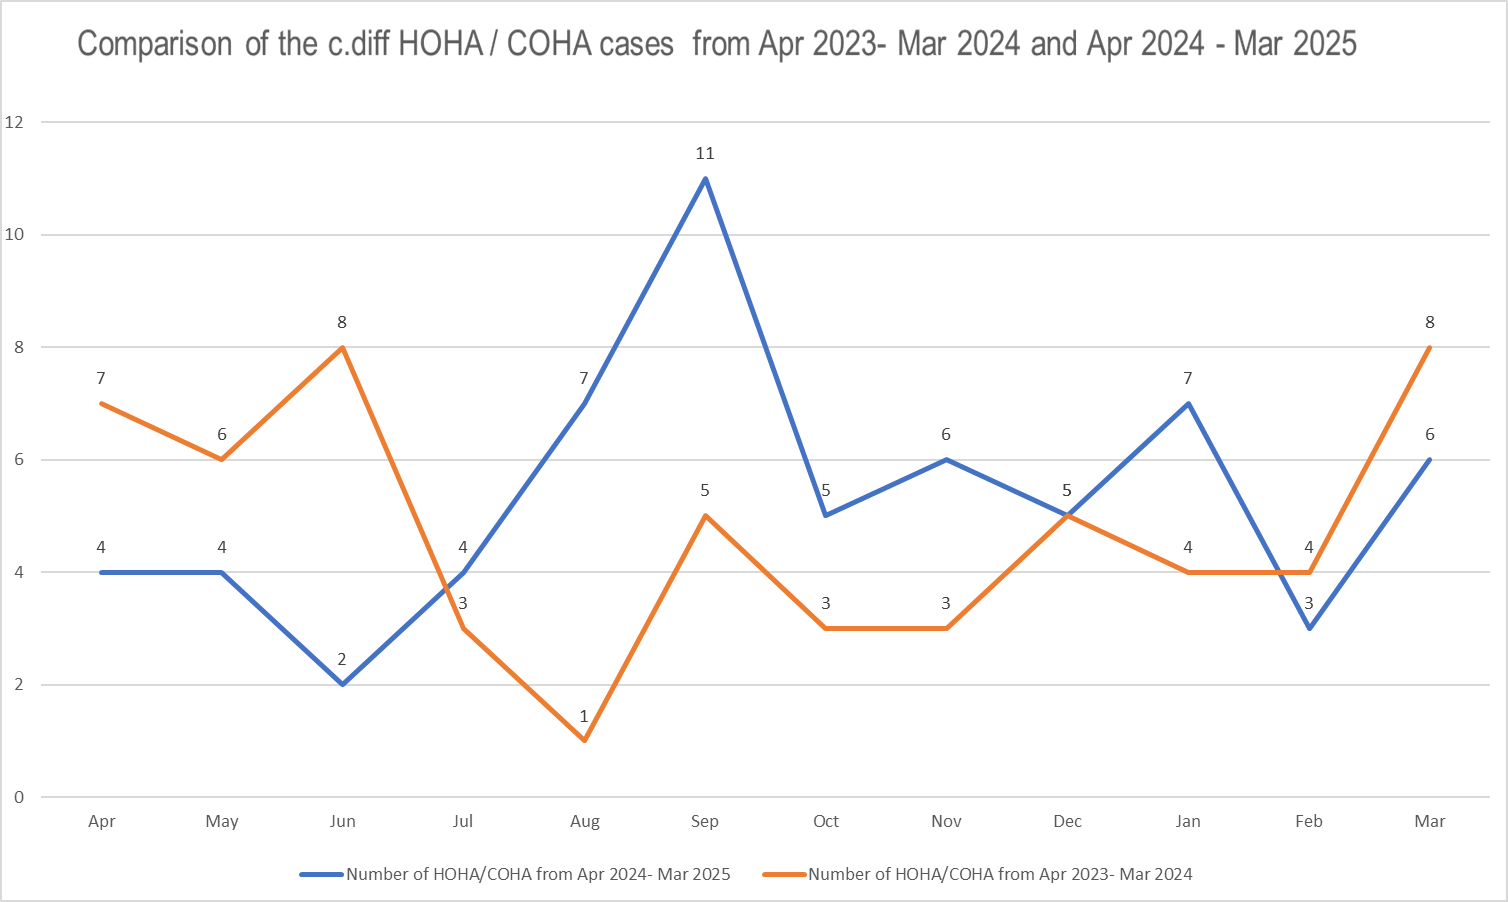 Comparison of the c.diff HOHA / COHA cases from Apr 2023- Mar 2024 and Apr 2024 - Mar 2025
12
11
10
8 8
8
7 7 7
6 6 6
6
5 5 5
4 4 4 4 4
4
3 3 3 3
2
2
1
0
Apr May Jun Jul Aug Sep Oct Nov Dec Jan Feb Mar
Number of HOHA/COHA from Apr 2024- Mar 2025 Number of HOHA/COHA from Apr 2023- Mar 2024